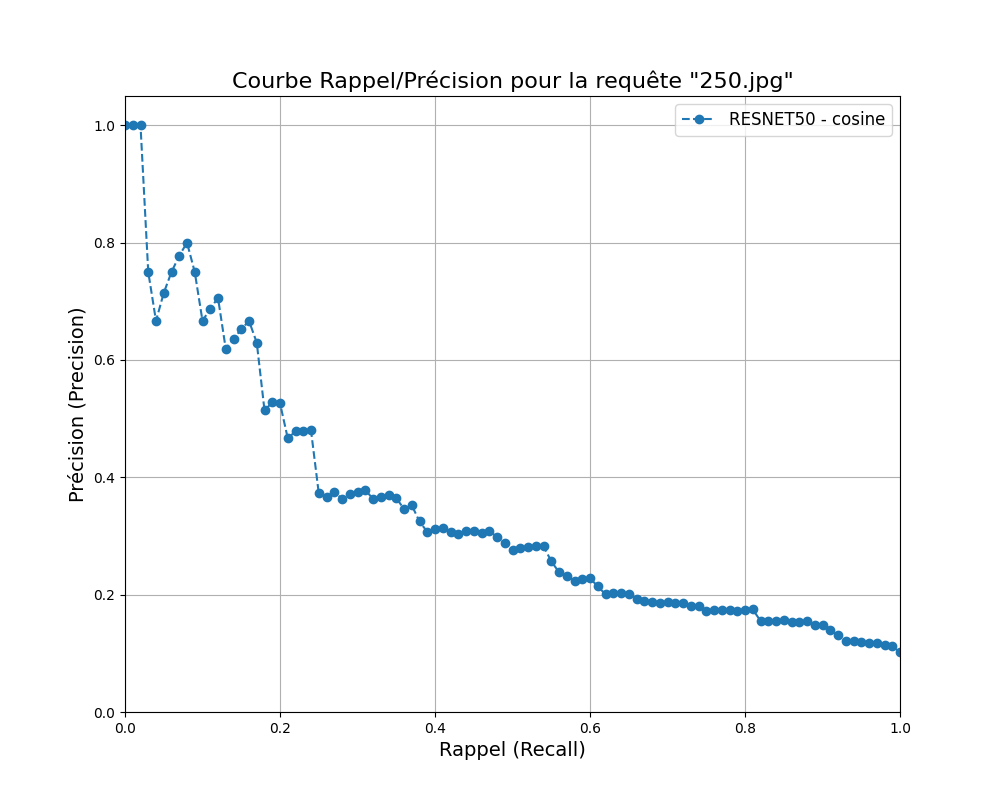 Courbe Rappel/Précision pour la requête "250.jpg"
RESNET50 - cosine
Précision (Precision)
1.0
0.8
0.6
0.4
0.2
0.0
0.0 0.2 0.4 0.6 0.8 1.0
Rappel (Recall)